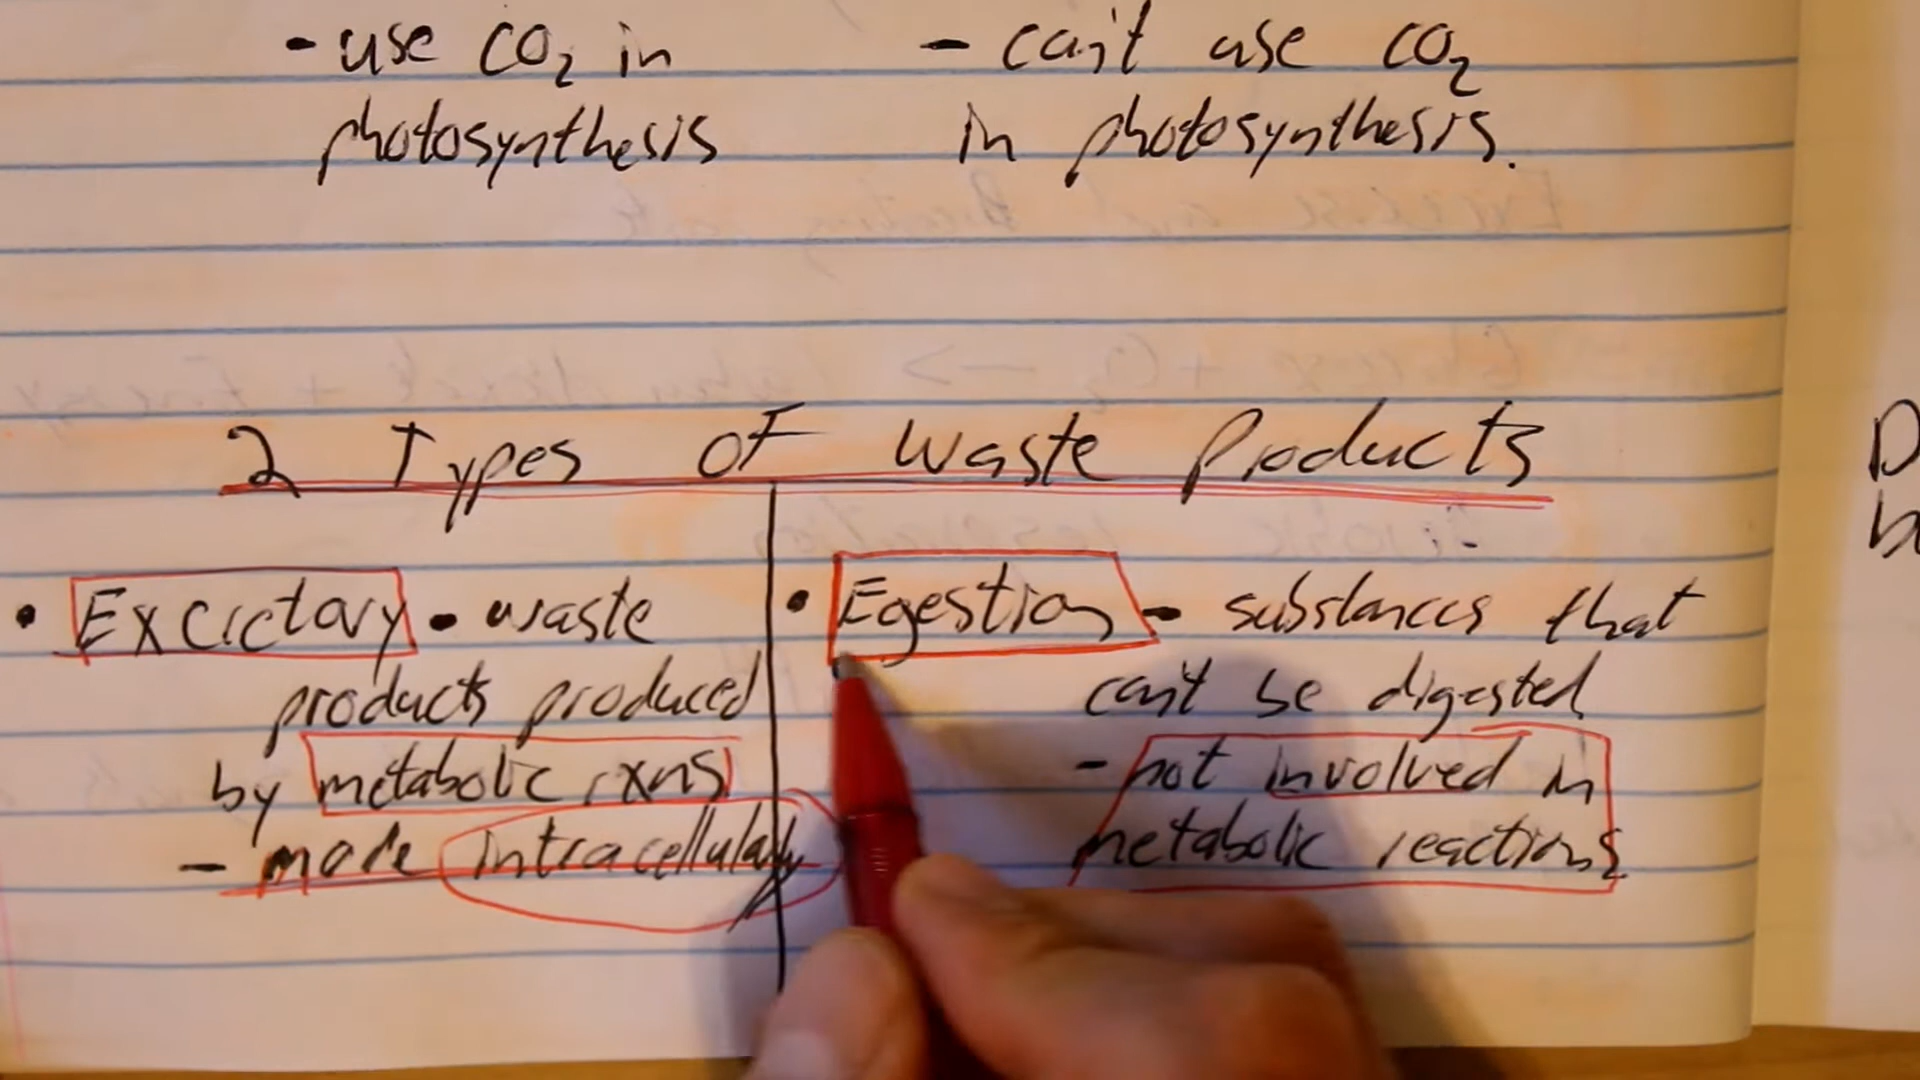 - use CO2 in
photosynthesis
- can't use CO2
in photosynthesis.
2 Types of Waste Products
• Excretory - waste
products produced
by metabolic rxns
- made intracellularly
• Egestion - substances that
can't be digested
- not involved in
metabolic reactions